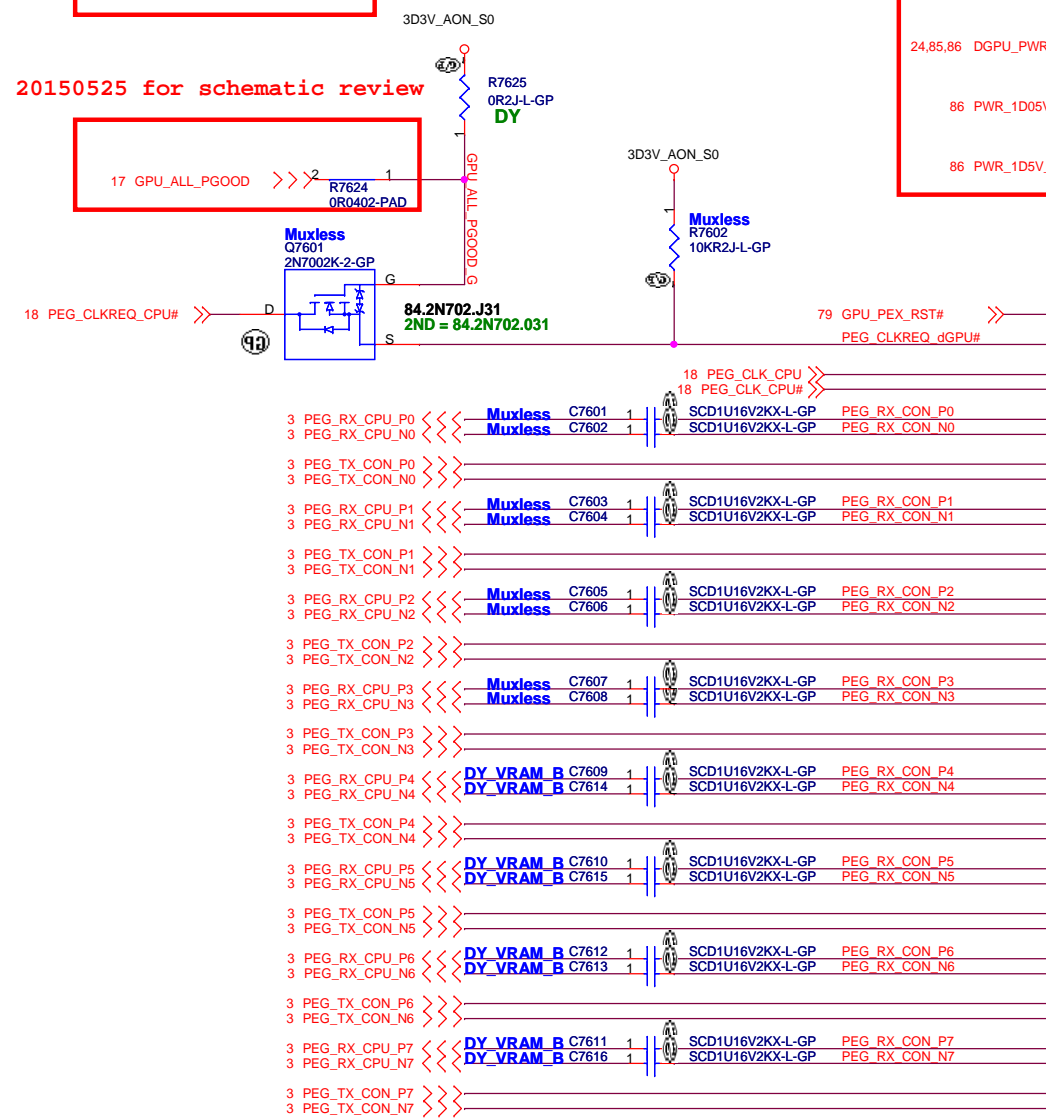 3D3V_AON_S0
24,85,86 DGPU_PWR
20150525 for schematic review
R7625
0R2J-L-GP
DY
1
86 PWR_1D05V
86 PWR_1D5V_
17 GPU_ALL_PGOOD
2
1
R7624
0R0402-PAD
GPU_ALL_PGOOD_G
3D3V_AON_S0
1
Muxless
R7602
10KR2J-L-GP
Muxless
Q7601
2N7002K-2-GP
G
D
S
84.2N702.J31
2ND = 84.2N702.031
18 PEG_CLKREQ_CPU#
GP
79 GPU_PEX_RST#
PEG_CLKREQ_dGPU#
18 PEG_CLK_CPU
18 PEG_CLK_CPU#
3 PEG_RX_CPU_P0 Muxless C7601 1 SCD1U16V2KX-L-GP PEG_RX_CON_P0
3 PEG_RX_CPU_N0 Muxless C7602 1 SCD1U16V2KX-L-GP PEG_RX_CON_N0
3 PEG_TX_CON_P0
3 PEG_TX_CON_N0
3 PEG_RX_CPU_P1 Muxless C7603 1 SCD1U16V2KX-L-GP PEG_RX_CON_P1
3 PEG_RX_CPU_N1 Muxless C7604 1 SCD1U16V2KX-L-GP PEG_RX_CON_N1
3 PEG_TX_CON_P1
3 PEG_TX_CON_N1
3 PEG_RX_CPU_P2 Muxless C7605 1 SCD1U16V2KX-L-GP PEG_RX_CON_P2
3 PEG_RX_CPU_N2 Muxless C7606 1 SCD1U16V2KX-L-GP PEG_RX_CON_N2
3 PEG_TX_CON_P2
3 PEG_TX_CON_N2
3 PEG_RX_CPU_P3 Muxless C7607 1 SCD1U16V2KX-L-GP PEG_RX_CON_P3
3 PEG_RX_CPU_N3 Muxless C7608 1 SCD1U16V2KX-L-GP PEG_RX_CON_N3
3 PEG_TX_CON_P3
3 PEG_TX_CON_N3
3 PEG_RX_CPU_P4 DY_VRAM_B C7609 1 SCD1U16V2KX-L-GP PEG_RX_CON_P4
3 PEG_RX_CPU_N4 DY_VRAM_B C7614 1 SCD1U16V2KX-L-GP PEG_RX_CON_N4
3 PEG_TX_CON_P4
3 PEG_TX_CON_N4
3 PEG_RX_CPU_P5 DY_VRAM_B C7610 1 SCD1U16V2KX-L-GP PEG_RX_CON_P5
3 PEG_RX_CPU_N5 DY_VRAM_B C7615 1 SCD1U16V2KX-L-GP PEG_RX_CON_N5
3 PEG_TX_CON_P5
3 PEG_TX_CON_N5
3 PEG_RX_CPU_P6 DY_VRAM_B C7612 1 SCD1U16V2KX-L-GP PEG_RX_CON_P6
3 PEG_RX_CPU_N6 DY_VRAM_B C7613 1 SCD1U16V2KX-L-GP PEG_RX_CON_N6
3 PEG_TX_CON_P6
3 PEG_TX_CON_N6
3 PEG_RX_CPU_P7 DY_VRAM_B C7611 1 SCD1U16V2KX-L-GP PEG_RX_CON_P7
3 PEG_RX_CPU_N7 DY_VRAM_B C7616 1 SCD1U16V2KX-L-GP PEG_RX_CON_N7
3 PEG_TX_CON_P7
3 PEG_TX_CON_N7